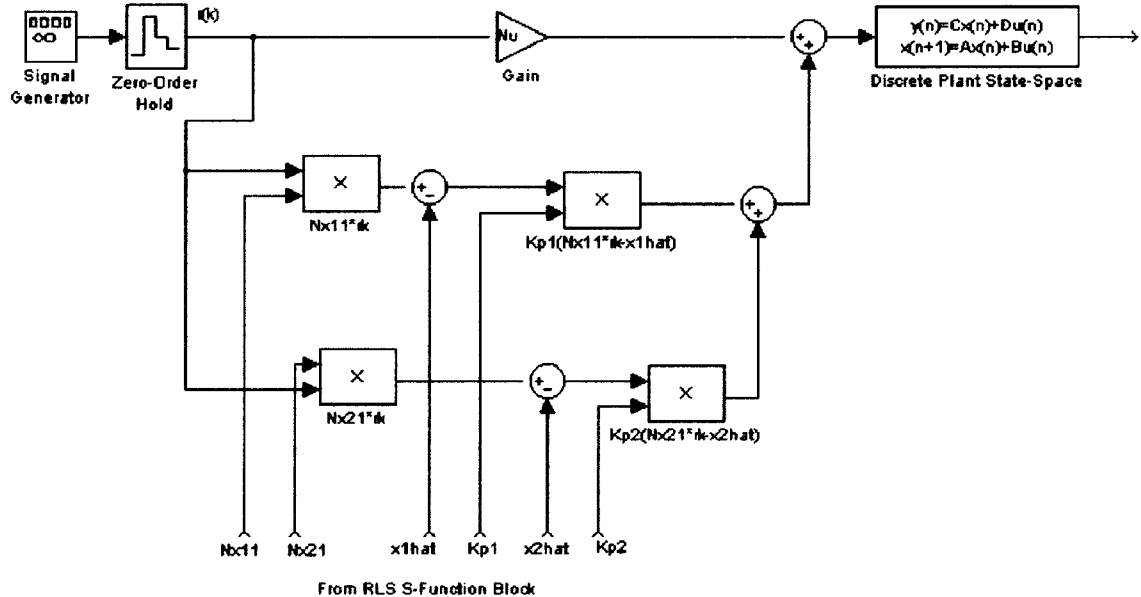 r(k)
Signal
Generator
Zero-Order
Hold
Nu
Gain
y(n)=Cx(n)+Du(n)
x(n+1)=Ax(n)+Bu(n)
Discrete Plant State-Space
Nx11*rk
Kp1(Nx11*rk-x1hat)
Nx21*rk
Kp2(Nx21*rk-x2hat)
Nx11
Nx21
x1hat
Kp1
x2hat
Kp2
From RLS S-Function Block